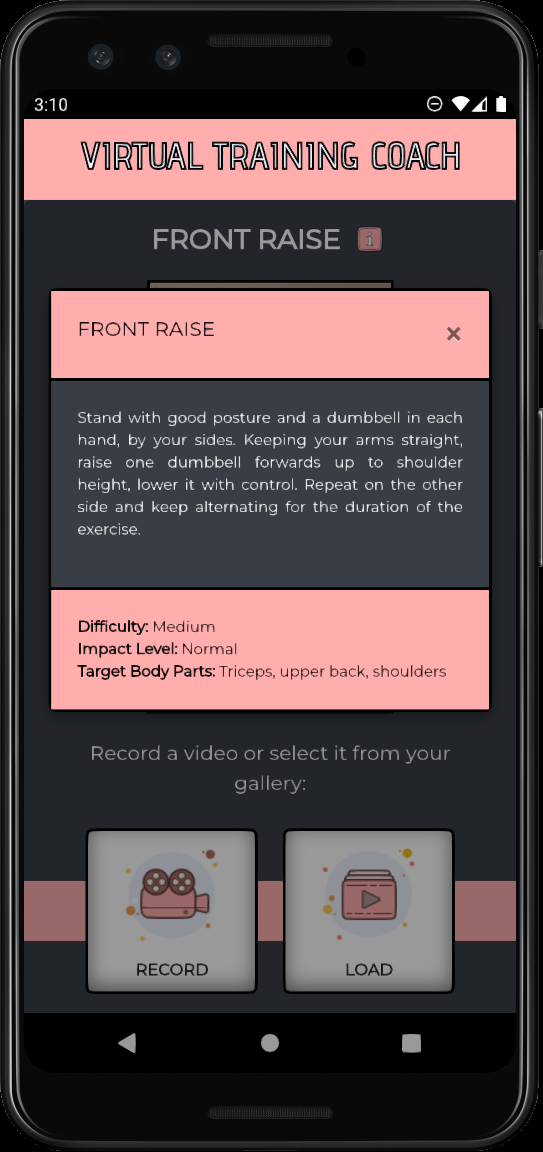 3:10
VIRTUAL TRAINING COACH
FRONT RAISE i
FRONT RAISE ×
Stand with good posture and a dumbbell in each
hand, by your sides. Keeping your arms straight,
raise one dumbbell forwards up to shoulder
height, lower it with control. Repeat on the other
side and keep alternating for the duration of the
exercise.
Difficulty: Medium
Impact Level: Normal
Target Body Parts: Triceps, upper back, shoulders
Record a video or select it from your
gallery:
RECORD
LOAD